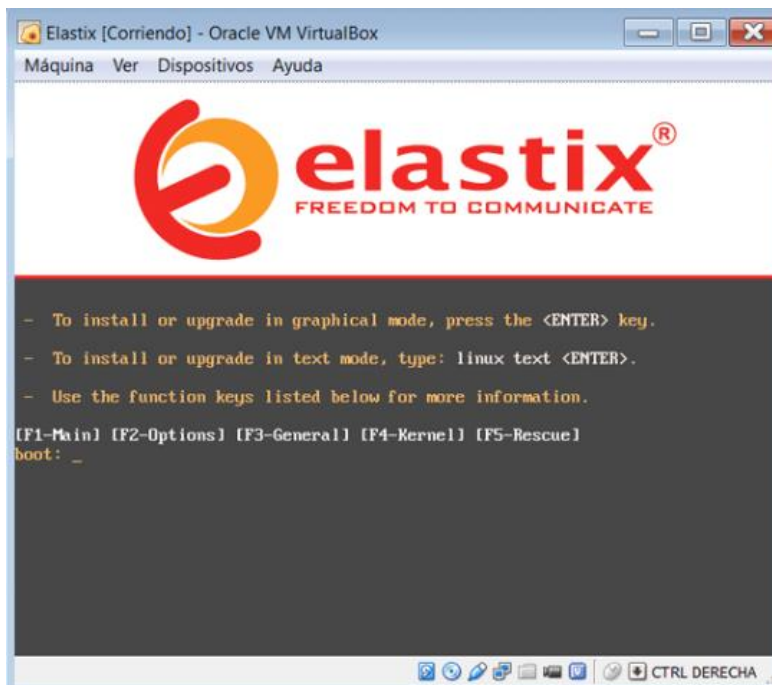 Elastix [Corriendo] - Oracle VM VirtualBox
Máquina Ver Dispositivos Ayuda
elastix®
FREEDOM TO COMMUNICATE
- To install or upgrade in graphical mode, press the <ENTER> key.
- To install or upgrade in text mode, type: linux text <ENTER>.
- Use the function keys listed below for more information.
[F1-Main] [F2-Options] [F3-General] [F4-Kernel] [F5-Rescue]
boot: _
CTRL DERECHA